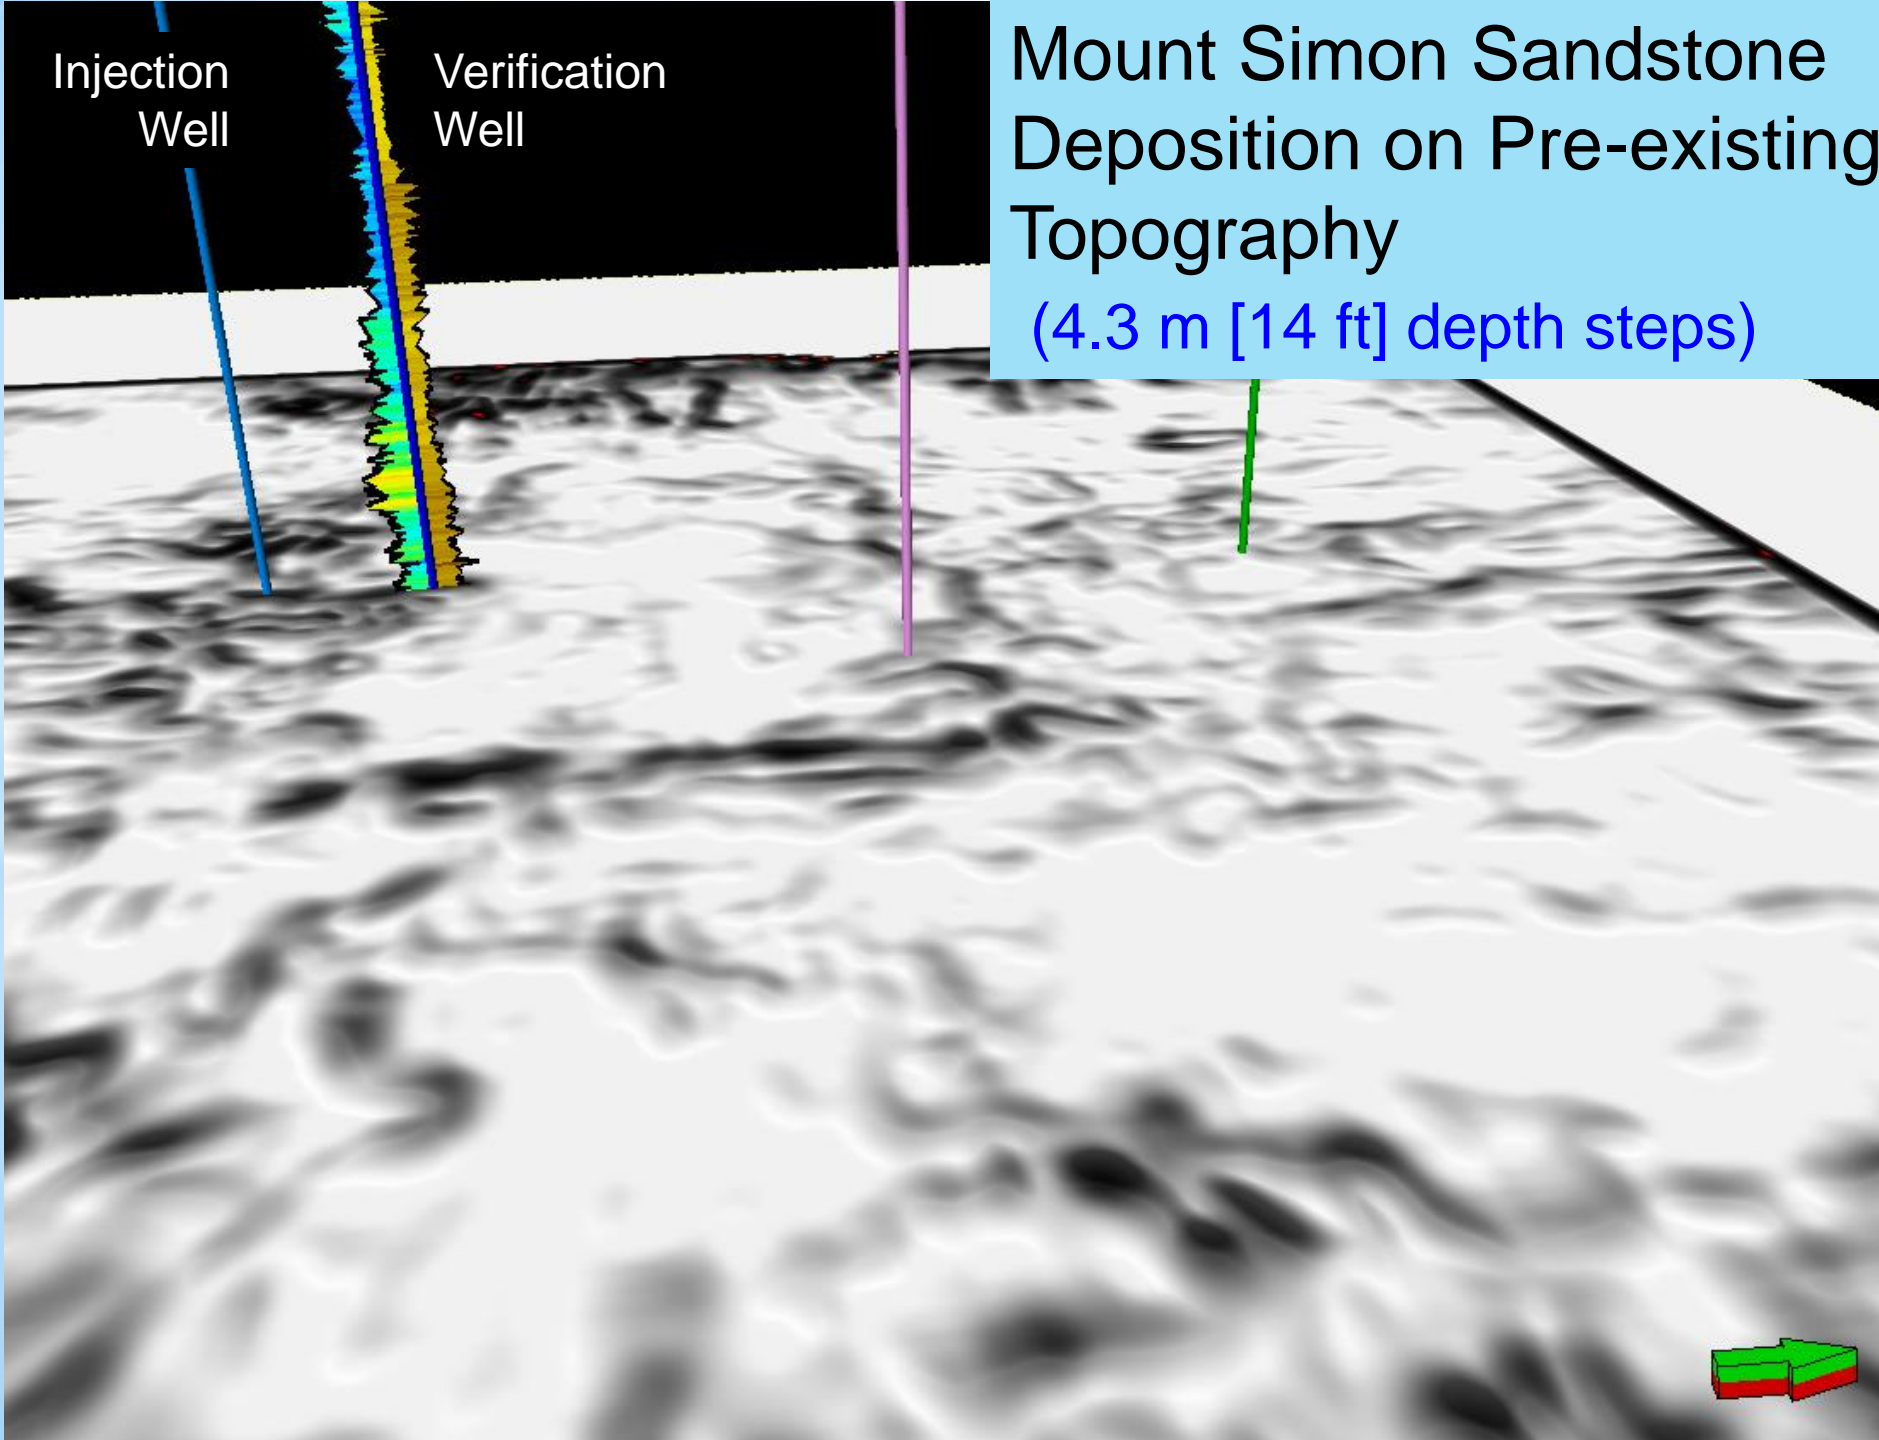 Injection
Well
Verification
Well
Mount Simon Sandstone
Deposition on Pre-existing
Topography
(4.3 m [14 ft] depth steps)